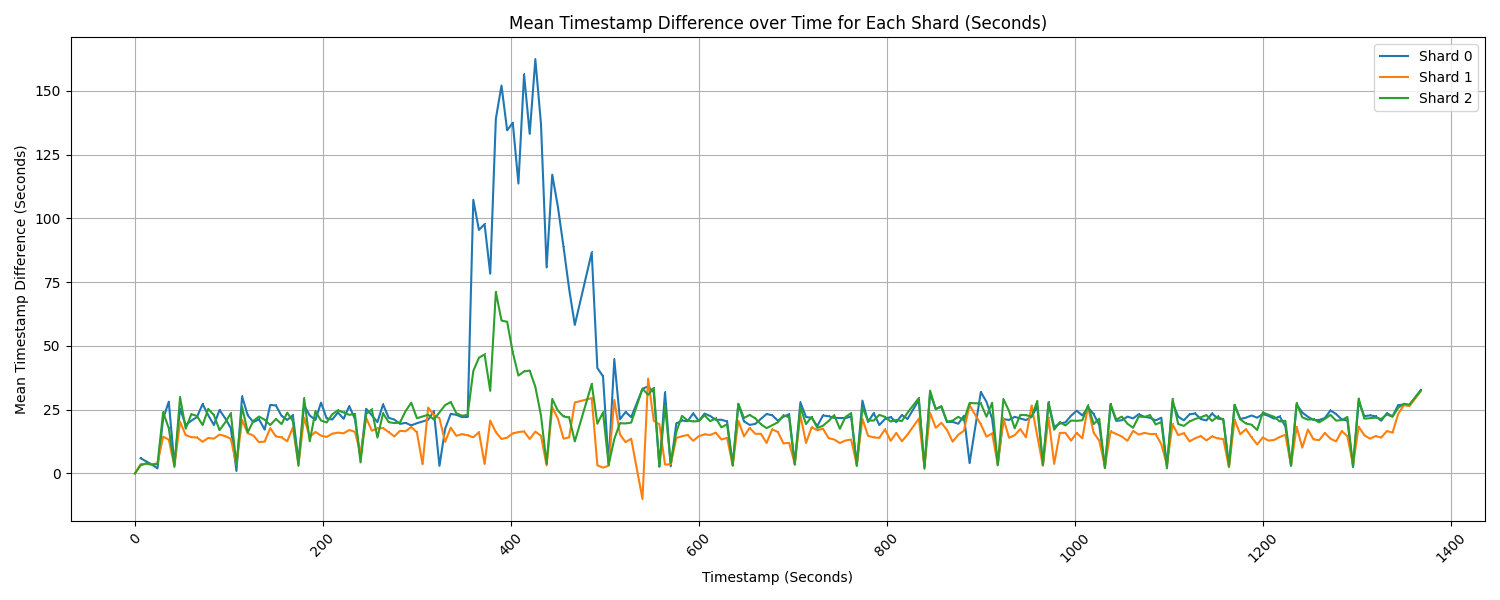 Mean Timestamp Difference over Time for Each Shard (Seconds)
Shard 0
Shard 1
Shard 2
Mean Timestamp Difference (Seconds)
150
125
100
75
50
25
0
0
200
400
600
800
1000
1200
1400
Timestamp (Seconds)